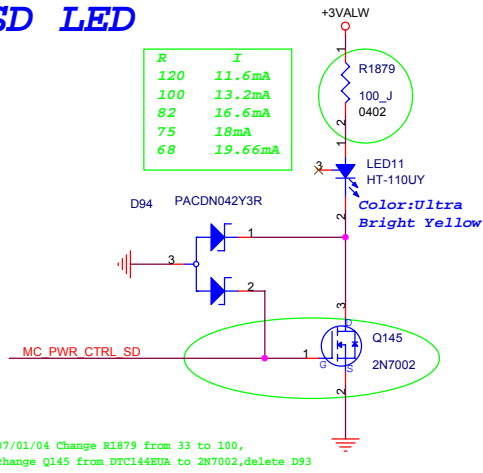 SD LED
+3VALW
R I
120 11.6mA
100 13.2mA
82 16.6mA
75 18mA
68 19.66mA
1
R1879
100_J
0402
2
1
3
LED11
HT-110UY
2
Color:Ultra
Bright Yellow
D94 PACDN042Y3R
1
3
2
3
D
MC_PWR_CTRL_SD
1
G
S
Q145
2N7002
2
07/01/04 Change R1879 from 33 to 100,
change Q145 from DTC144EUA to 2N7002,delete D93